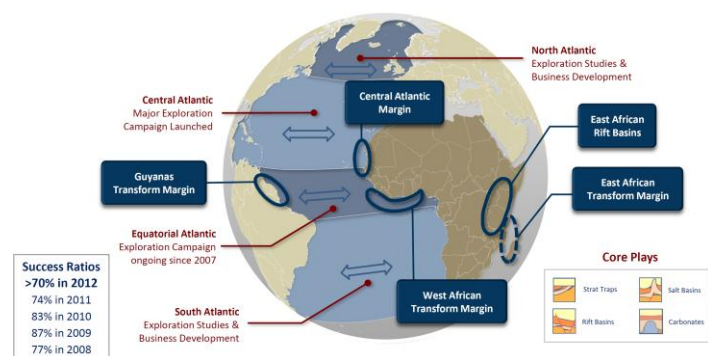 North Atlantic
Exploration Studies &
Business Development
Central Atlantic
Major Exploration
Campaign Launched
Central Atlantic
Margin
East African
Rift Basins
Guyanas
Transform Margin
East African
Transform Margin
Equatorial Atlantic
Exploration Campaign
ongoing since 2007
Success Ratios
>70% in 2012
74% in 2011
83% in 2010
87% in 2009
77% in 2008
South Atlantic
Exploration Studies &
Business Development
West African
Transform Margin
Core Plays
Strat Traps
Salt Basins
Rift Basins
Carbonates